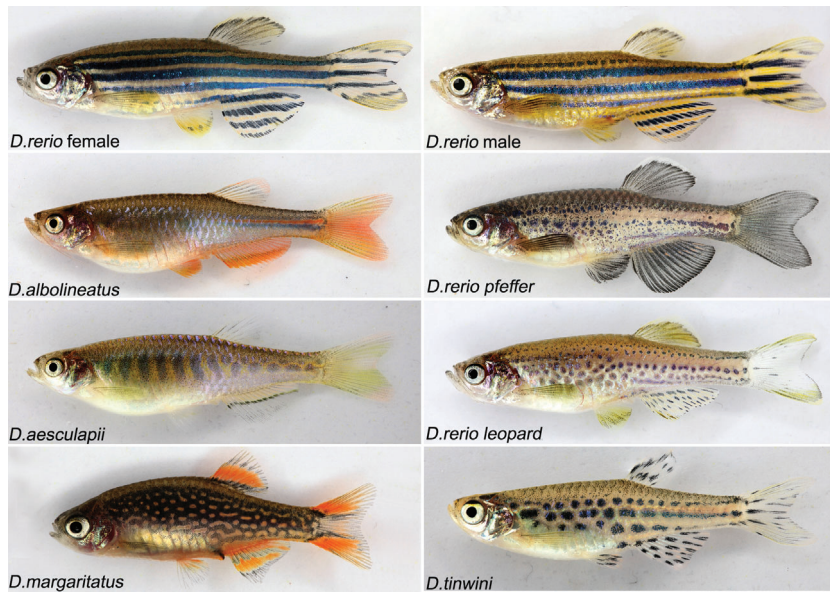 D.rerio female
D.rerio male
D.albolineatus
D.rerio pfeffer
D.aesculapii
D.rerio leopard
D.margaritatus
D.tinwini